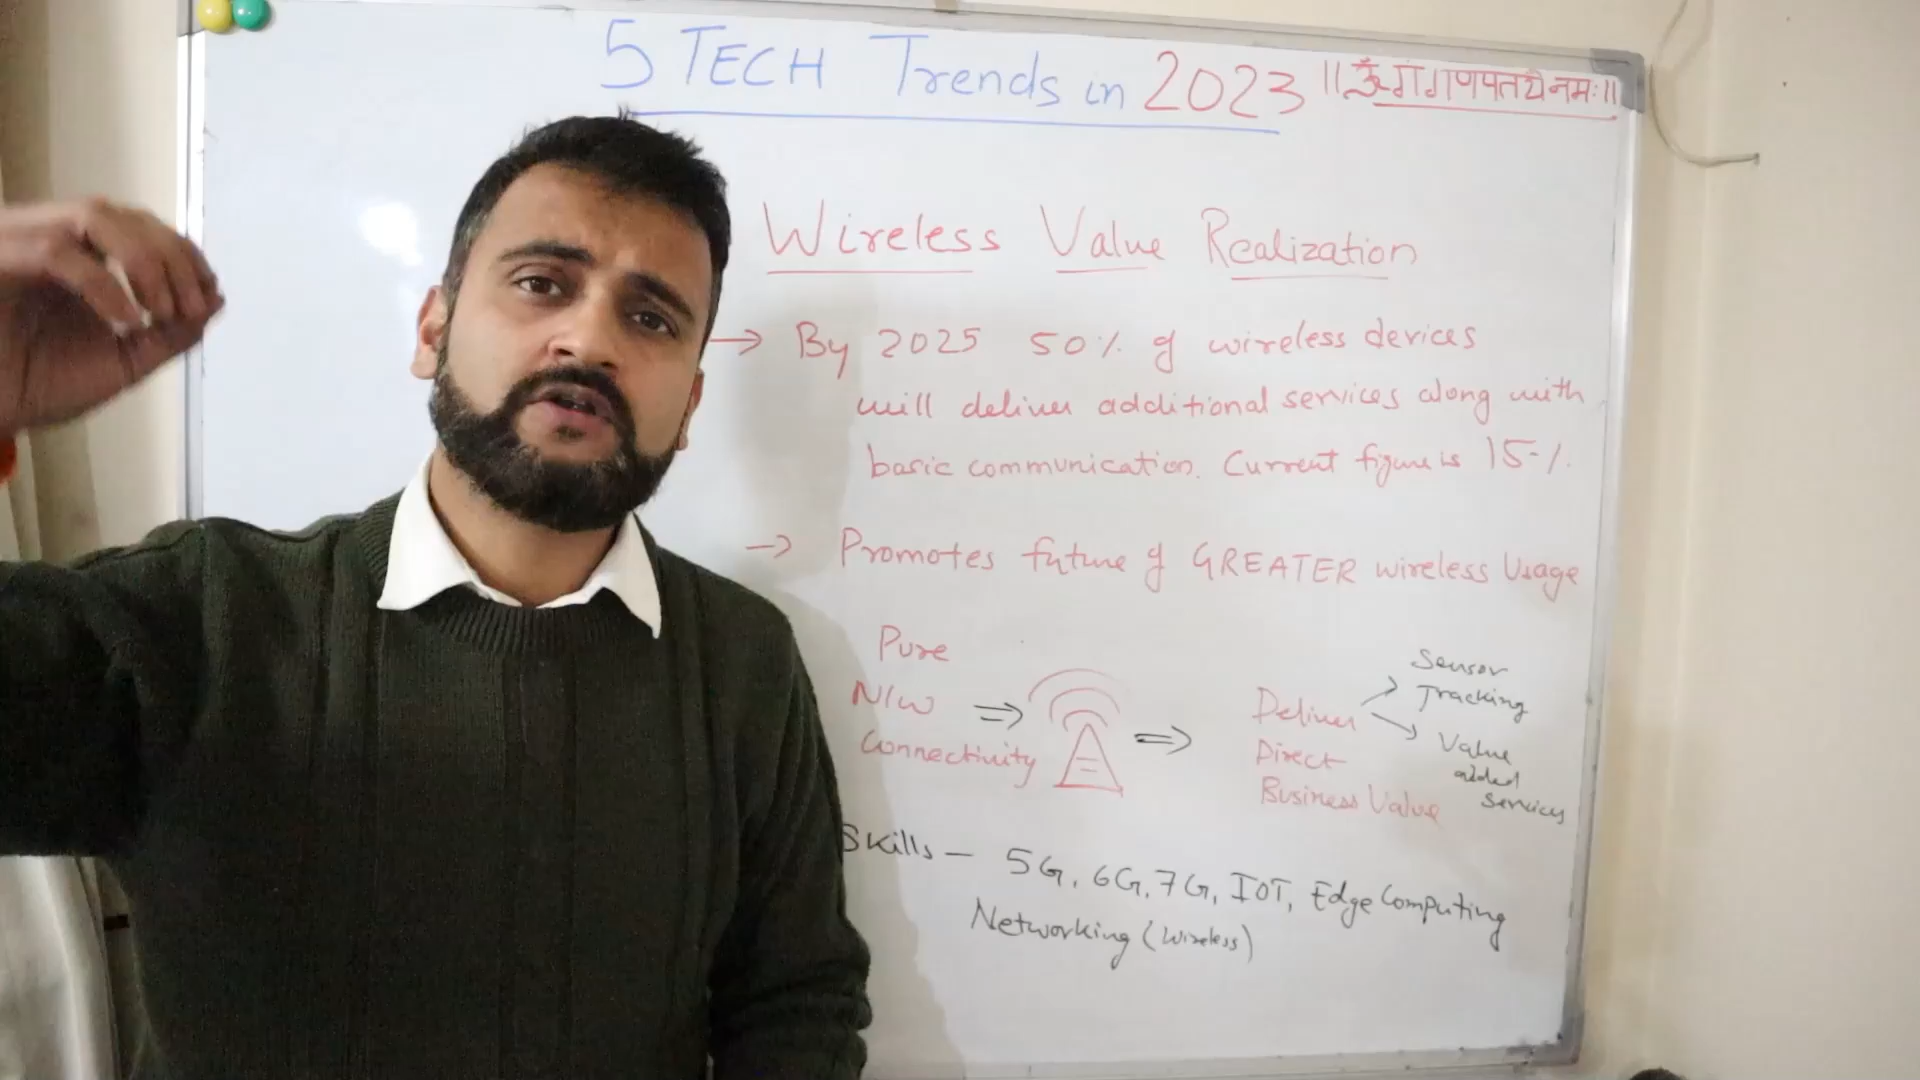 5 TECH Trends in 2023 ||ॐ गं गणपतये नमः||
Wireless Value Realization
→ By 2025 50% of wireless devices
will deliver additional services along with
basic communication. Current figure is 15%.
→ Promotes future of GREATER wireless Usage
Pure
N/W ⇒ ⇒
Connectivity
Deliver
Direct
Business Value
→ Sensor
Tracking
→ Value
added
services
Skills — 5G, 6G, 7G, IOT, Edge Computing
Networking (Wireless)